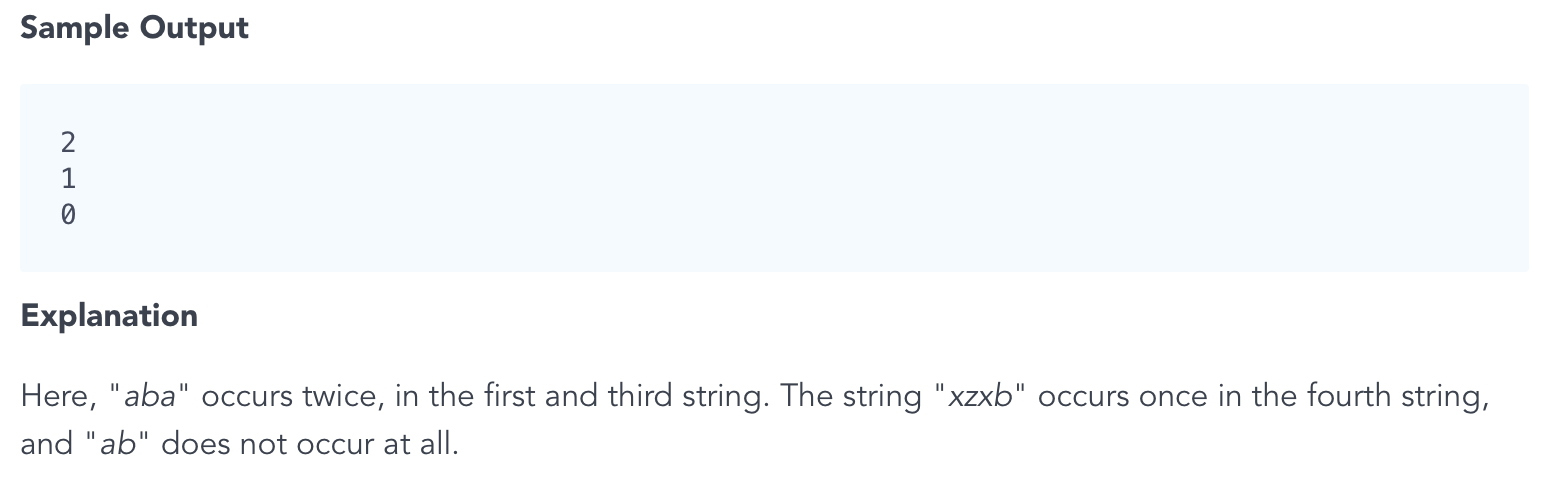 Sample Output
2
1
0
Explanation
Here, "aba" occurs twice, in the first and third string. The string "xzxb" occurs once in the fourth string,
and "ab" does not occur at all.